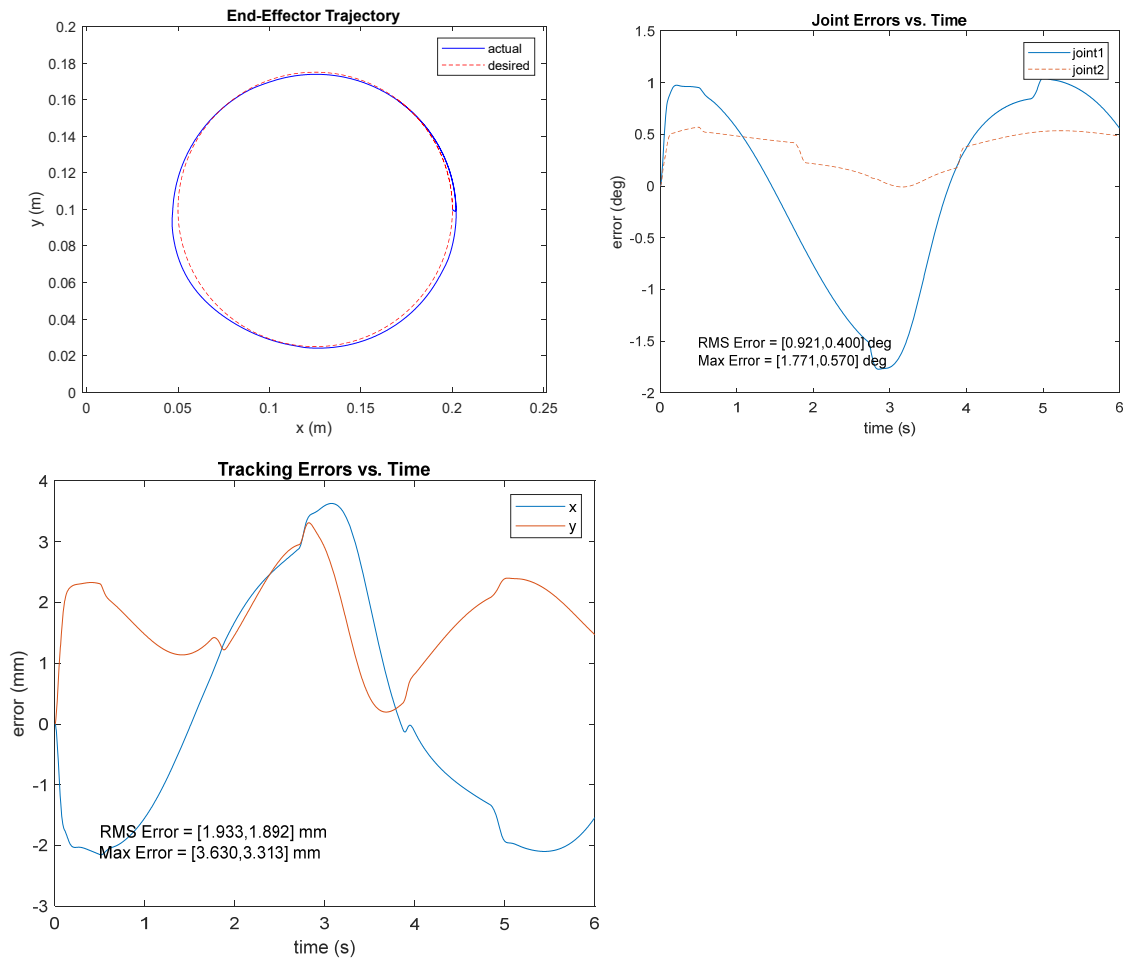 End-Effector Trajectory
0.2
0.18
0.16
0.14
0.12
0.1
0.08
0.06
0.04
0.02
0
y (m)
actual
desired
0
0.05
0.1
0.15
0.2
0.25
x (m)
Joint Errors vs. Time
1.5
1
0.5
0
-0.5
-1
-1.5
-2
error (deg)
joint1
joint2
RMS Error = [0.921,0.400] deg
Max Error = [1.771,0.570] deg
0
1
2
3
4
5
6
time (s)
Tracking Errors vs. Time
4
3
2
1
0
-1
-2
-3
error (mm)
x
y
RMS Error = [1.933,1.892] mm
Max Error = [3.630,3.313] mm
0
1
2
3
4
5
6
time (s)